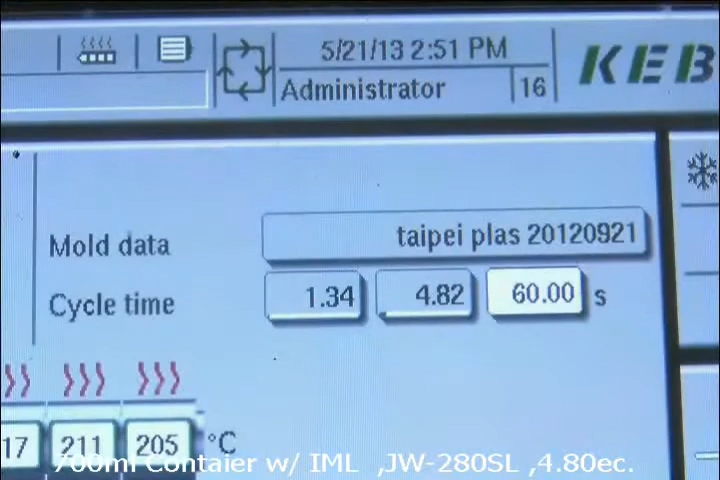 5/21/13 2:51 PM
Administrator 16
KEB
Mold data taipei plas 20120921
Cycle time 1.34 4.82 60.00 s
17 211 205 °C
700ml Contaier w/ IML ,JW-280SL ,4.80ec.